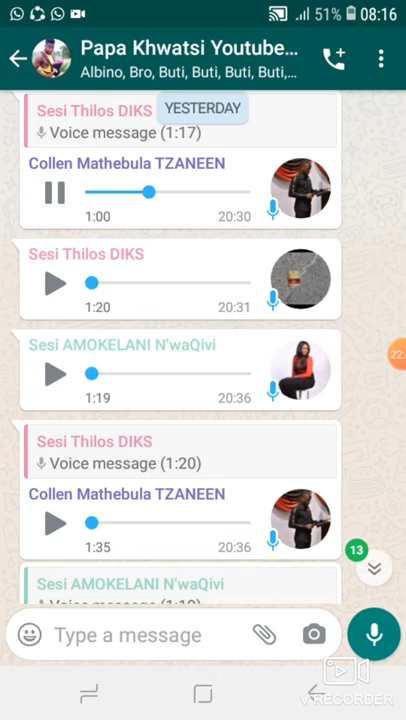 51% 08:16
Papa Khwatsi Youtube...
Albino, Bro, Buti, Buti, Buti, Buti,...
YESTERDAY
Sesi Thilos DIKS
Voice message (1:17)
Collen Mathebula TZANEEN
1:00 20:30
Sesi Thilos DIKS
1:20 20:31
Sesi AMOKELANI N'waQivi
22:
1:19 20:36
Sesi Thilos DIKS
Voice message (1:20)
Collen Mathebula TZANEEN
1:35 20:36
13
Sesi AMOKELANI N'waQivi
Voice message
Type a message
V RECORDER